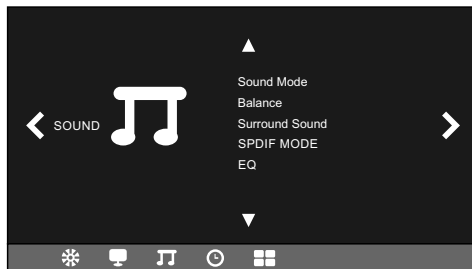 SOUND
Sound Mode
Balance
Surround Sound
SPDIF MODE
EQ